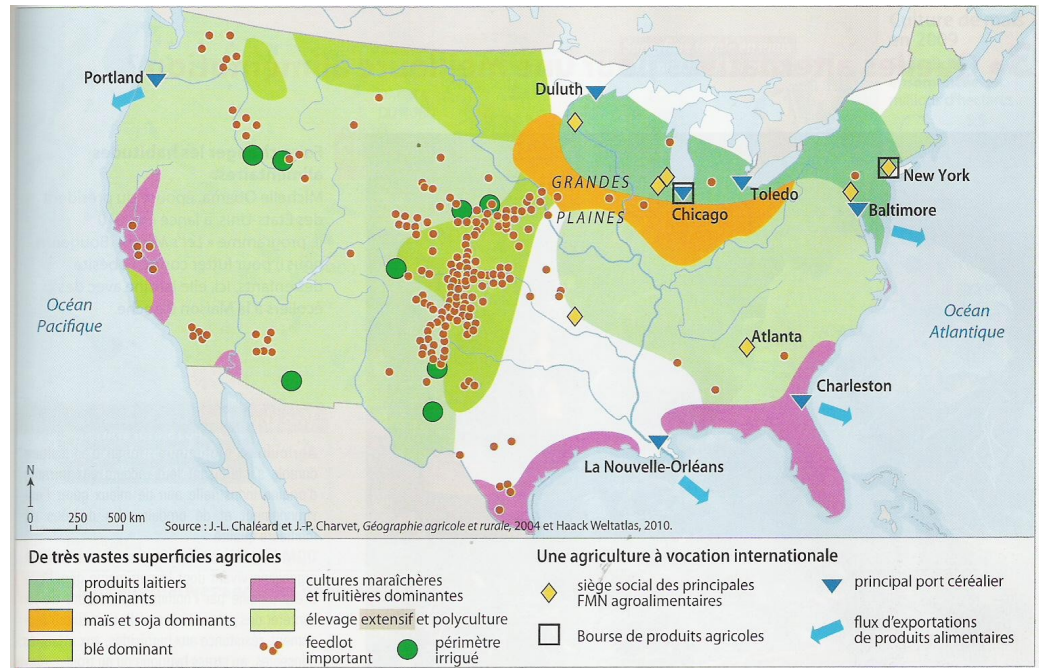 Portland
Duluth
GRANDES
PLAINES
Toledo
Chicago
New York
Baltimore
Océan
Pacifique
Océan
Atlantique
Atlanta
Charleston
La Nouvelle-Orléans
N
0 250 500 km
Source : J.-L. Chaléard et J.-P. Charvet, Géographie agricole et rurale, 2004 et Haack Weltatlas, 2010.
De très vastes superficies agricoles
produits laitiers
dominants
maïs et soja dominants
blé dominant
cultures maraîchères
et fruitières dominantes
élevage extensif et polyculture
feedlot
important
périmètre
irrigué
Une agriculture à vocation internationale
siège social des principales
FMN agroalimentaires
Bourse de produits agricoles
principal port céréalier
flux d'exportations
de produits alimentaires